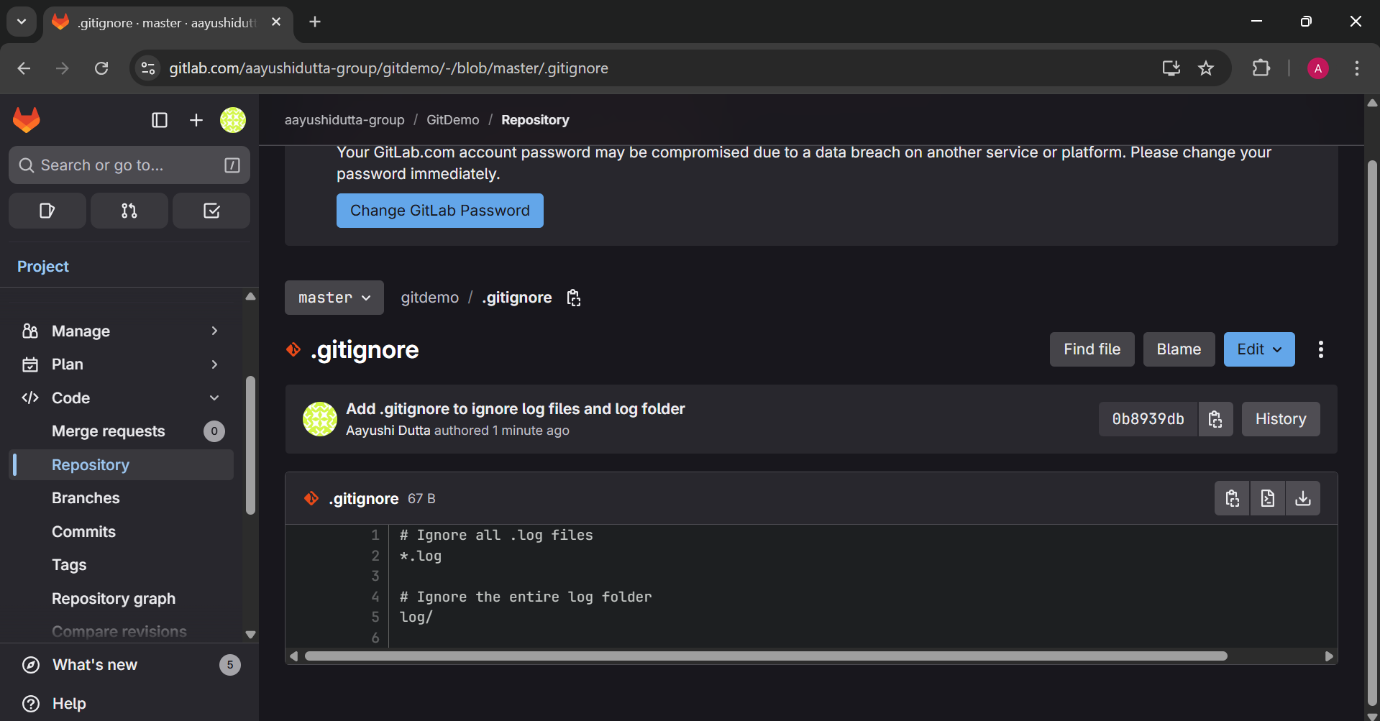 .gitignore · master · aayushidutt
gitlab.com/aayushidutta-group/gitdemo/-/blob/master/.gitignore
A
Search or go to...
/
Project
Manage
Plan
Code
Merge requests 0
Repository
Branches
Commits
Tags
Repository graph
Compare revisions
What's new 5
Help
aayushidutta-group / GitDemo / Repository
Your GitLab.com account password may be compromised due to a data breach on another service or platform. Please change your
password immediately.
Change GitLab Password
master
gitdemo / .gitignore
.gitignore
Find file
Blame
Edit
Add .gitignore to ignore log files and log folder
Aayushi Dutta authored 1 minute ago
0b8939db
History
.gitignore 67 B
1 # Ignore all .log files
2 *.log
3
4 # Ignore the entire log folder
5 log/
6